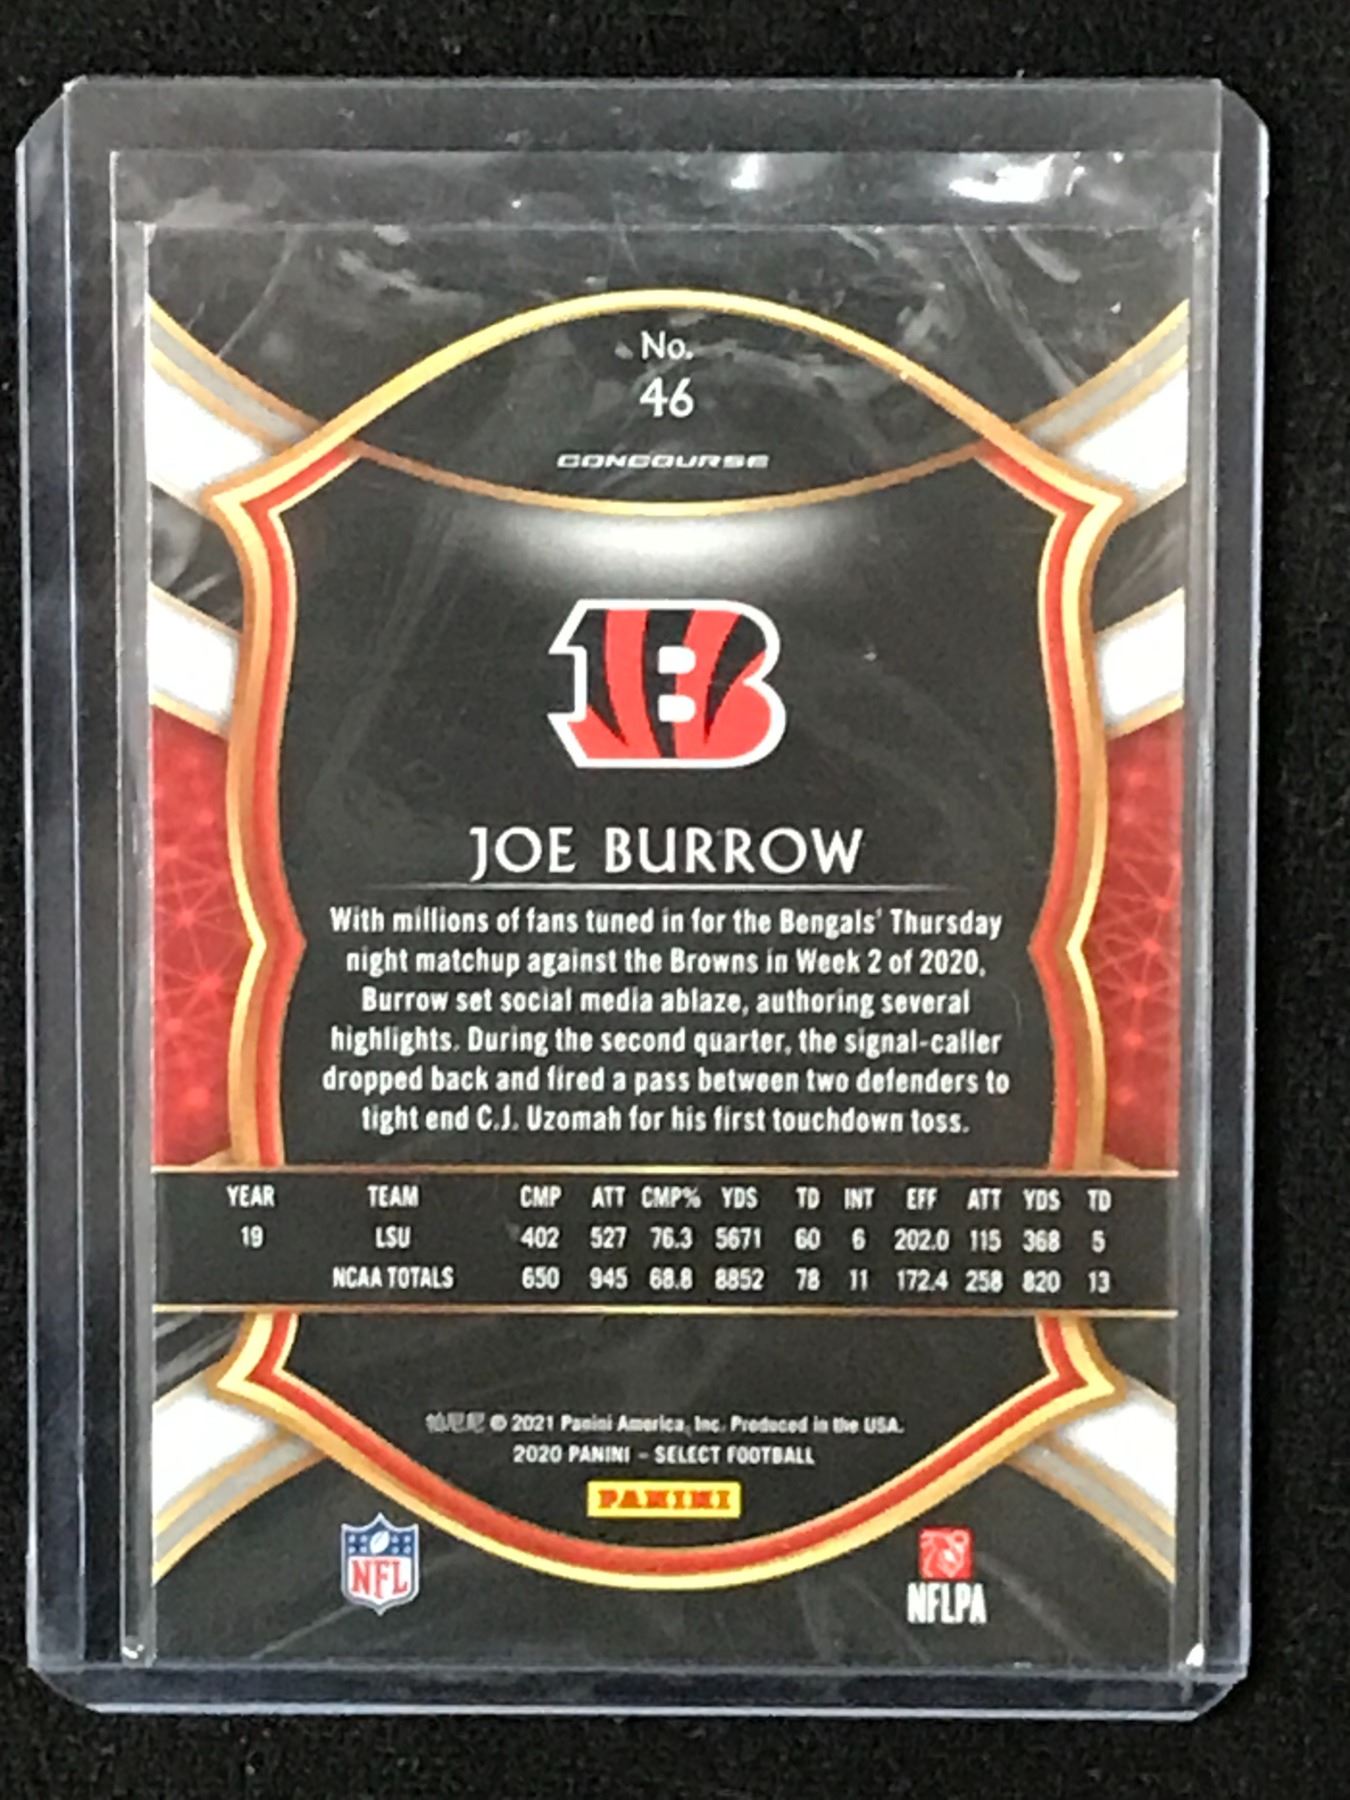 No.
46
CONCOURSE
JOE BURROW
With millions of fans tuned in for the Bengals' Thursday
night matchup against the Browns in Week 2 of 2020,
Burrow set social media ablaze, authoring several
highlights. During the second quarter, the signal-caller
dropped back and fired a pass between two defenders to
tight end C.J. Uzomah for his first touchdown toss.
YEAR TEAM CMP ATT CMP% YDS TD INT EFF ATT YDS TD
19 LSU 402 527 76.3 5671 60 6 202.0 115 368 5
NCAA TOTALS 650 945 68.8 8852 78 11 172.4 258 820 13
帕尼尼 © 2021 Panini America, Inc. Produced in the USA.
2020 PANINI – SELECT FOOTBALL
PANINI
NFL
NFLPA